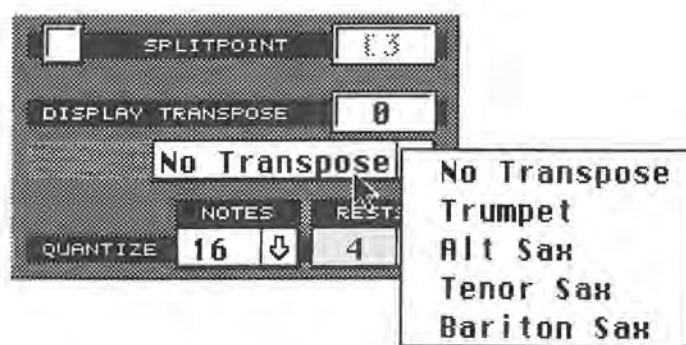 SPLITPOINT C3
DISPLAY TRANSPOSE 0
No Transpose
NOTES RESTS
QUANTIZE 16 4
No Transpose
Trumpet
Alt Sax
Tenor Sax
Bariton Sax